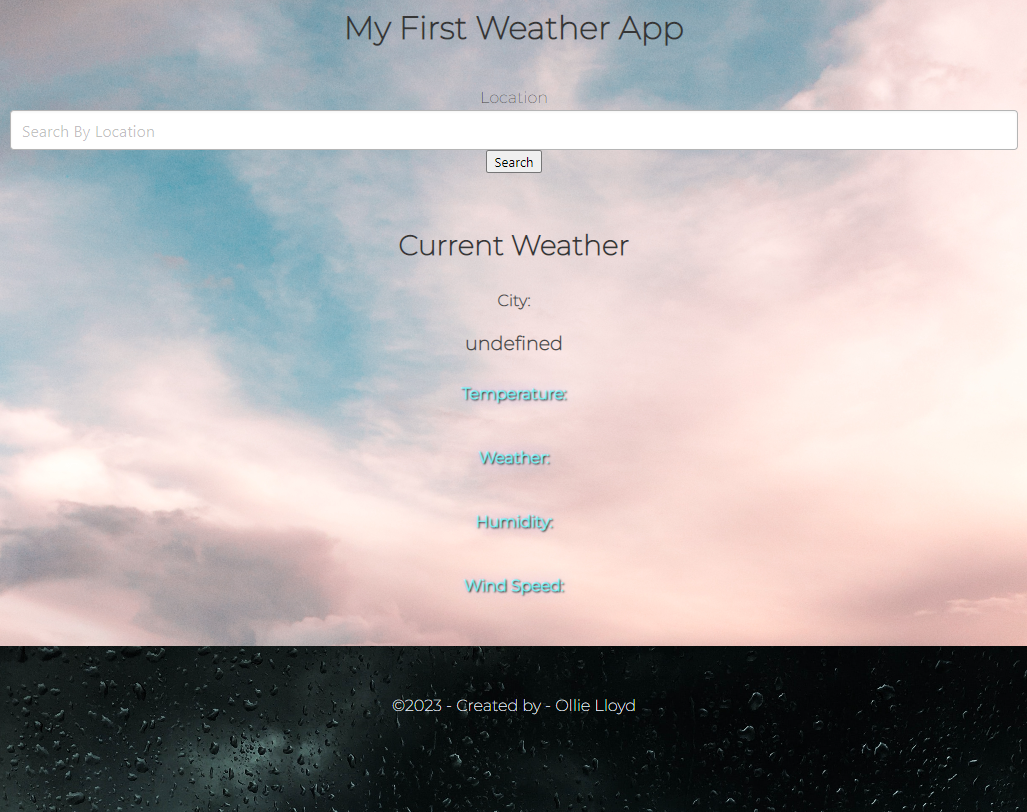 My First Weather App
Location
Search By Location
Search
Current Weather
City:
undefined
Temperature:
Weather:
Humidity:
Wind Speed:
©2023 - Created by - Ollie Lloyd